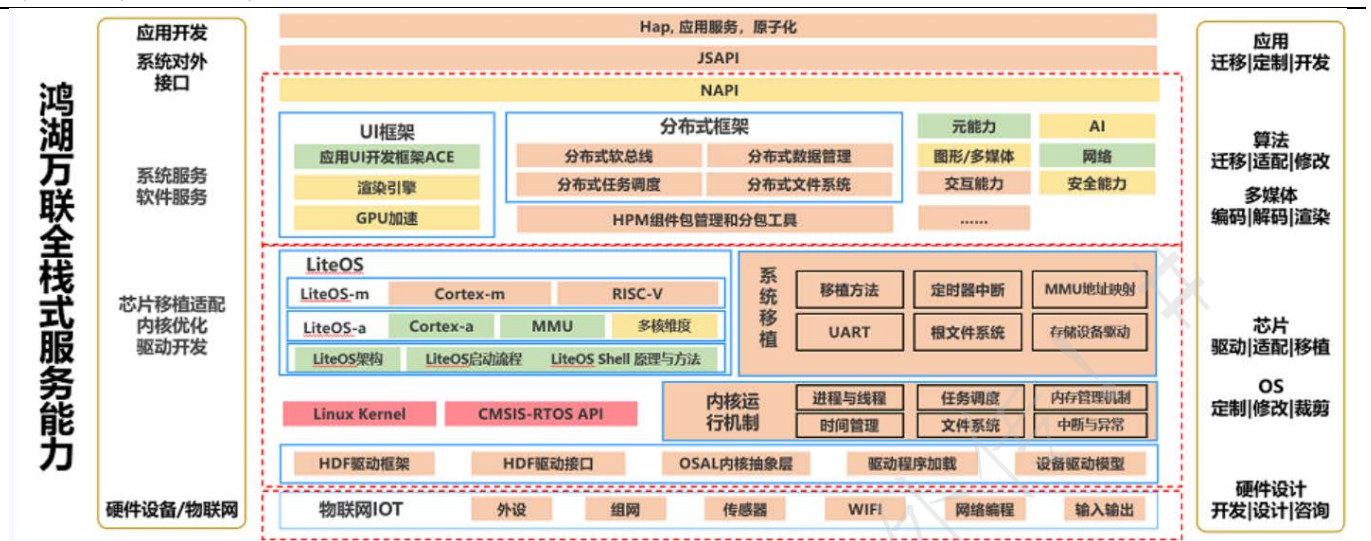 鸿湖万联全栈式服务能力
应用开发
系统对外
接口
系统服务
软件服务
芯片移植适配
内核优化
驱动开发
硬件设备/物联网
Hap, 应用服务，原子化
JSAPI
NAPI
UI框架
应用UI开发框架ACE
渲染引擎
GPU加速
分布式框架
分布式软总线 分布式数据管理
分布式任务调度 分布式文件系统
HPM组件包管理和分包工具
元能力 AI
图形/多媒体 网络
交互能力 安全能力
......
LiteOS
LiteOS-m Cortex-m RISC-V
LiteOS-a Cortex-a MMU 多核维度
LiteOS架构 LiteOS启动流程 LiteOS Shell 原理与方法
系统移植
移植方法 定时器中断 MMU地址映射
UART 根文件系统 存储设备驱动
Linux Kernel CMSIS-RTOS API
内核运
行机制
进程与线程 任务调度 内存管理机制
时间管理 文件系统 中断与异常
HDF驱动框架 HDF驱动接口 OSAL内核抽象层 驱动程序加载 设备驱动模型
物联网IOT 外设 组网 传感器 WIFI 网络编程 输入输出
应用
迁移|定制|开发
算法
迁移|适配|修改
多媒体
编码|解码|渲染
芯片
驱动|适配|移植
OS
定制|修改|裁剪
硬件设计
开发|设计|咨询